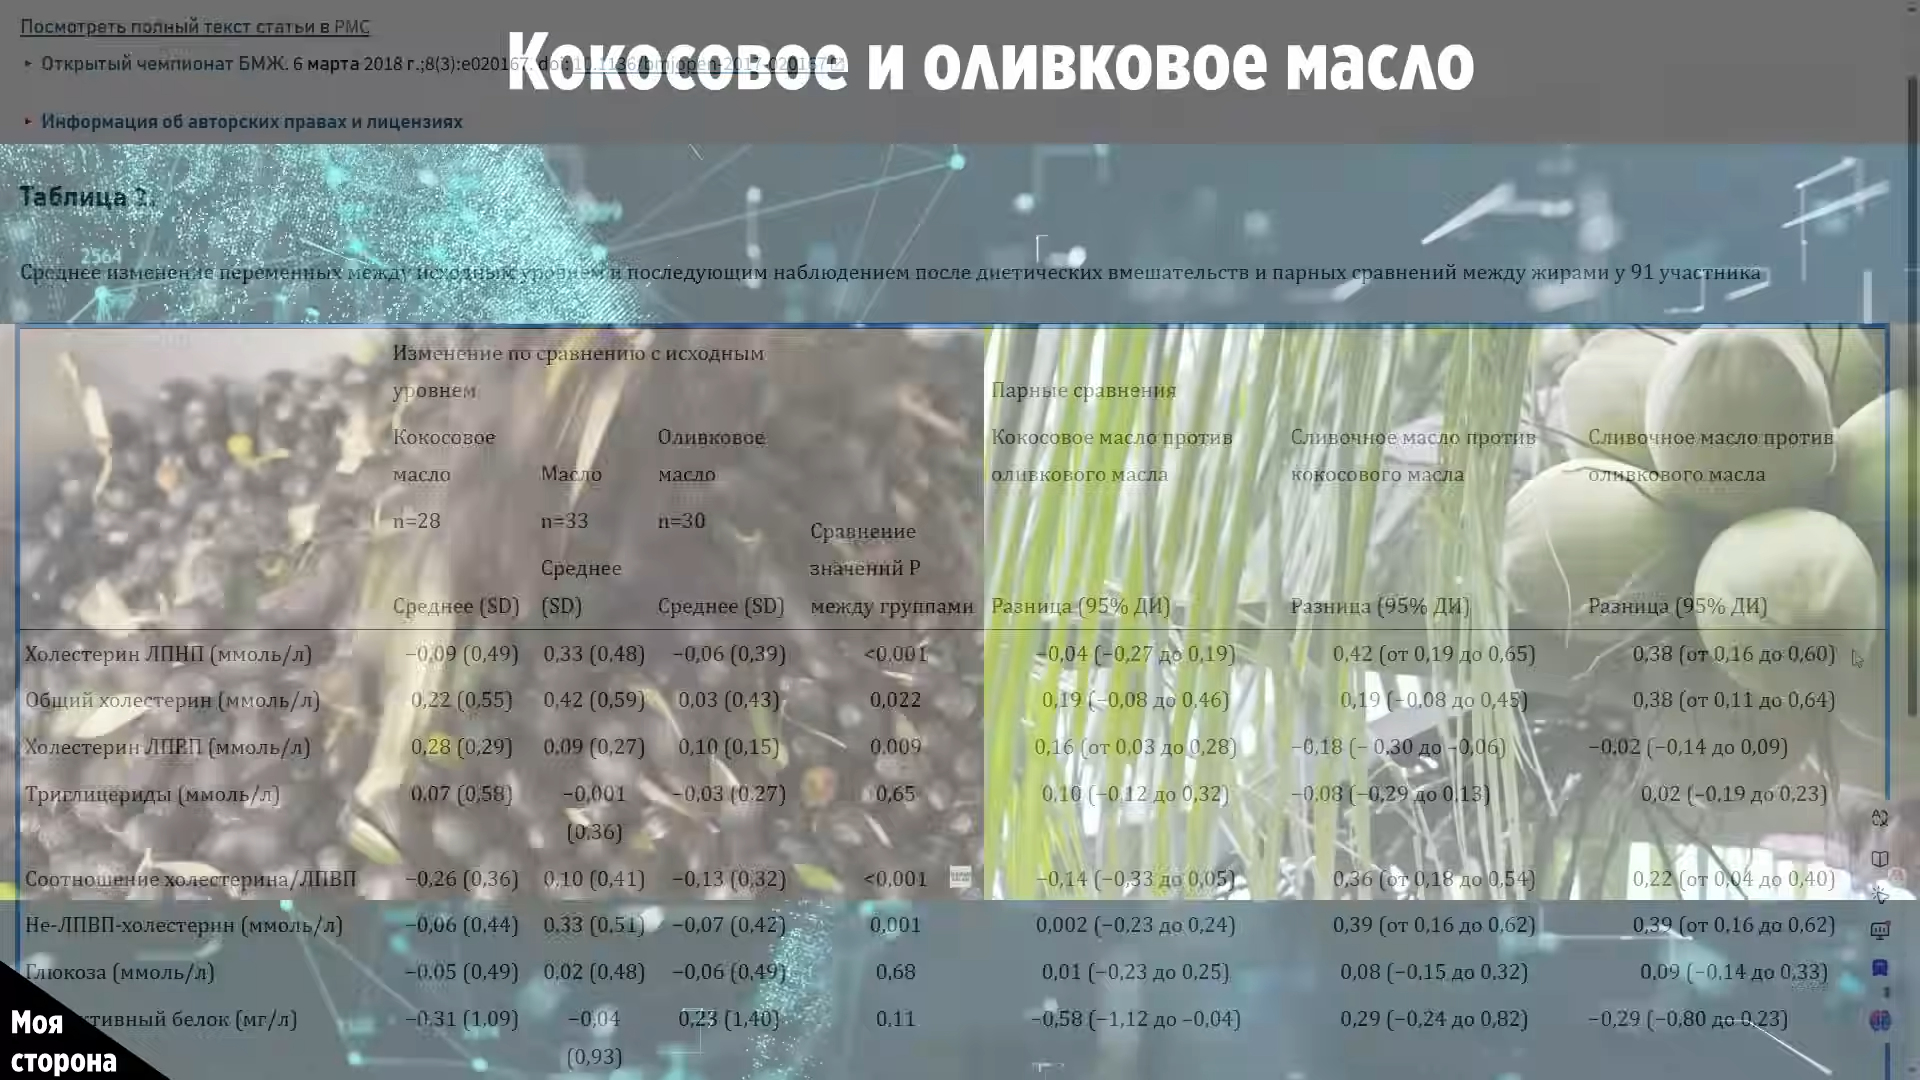 Посмотреть полный текст статьи в PMC
Кокосовое и оливковое масло
‣ Открытый чемпионат БМЖ. 6 марта 2018 г.;8(3):e020167. doi: 10.1136/bmjopen-2017-020167
‣ Информация об авторских правах и лицензиях
Таблица 2.
2564
Среднее изменение переменных между исходным уровнем и последующим наблюдением после диетических вмешательств и парных сравнений между жирами у 91 участника
Изменение по сравнению с исходным
уровнем
Парные сравнения
Кокосовое Оливковое Кокосовое масло против Сливочное масло против Сливочное масло против
масло Масло масло оливкового масла кокосового масла оливкового масла
n=28 n=33 n=30
Сравнение
Среднее значений P
Среднее (SD) (SD) Среднее (SD) между группами Разница (95% ДИ) Разница (95% ДИ) Разница (95% ДИ)
Холестерин ЛПНП (ммоль/л) −0,09 (0,49) 0,33 (0,48) −0,06 (0,39) <0,001 −0,04 (−0,27 до 0,19) 0,42 (от 0,19 до 0,65) 0,38 (от 0,16 до 0,60)
Общий холестерин (ммоль/л) 0,22 (0,55) 0,42 (0,59) 0,03 (0,43) 0,022 0,19 (−0,08 до 0,46) 0,19 (−0,08 до 0,45) 0,38 (от 0,11 до 0,64)
Холестерин ЛПВП (ммоль/л) 0,28 (0,29) 0,09 (0,27) 0,10 (0,15) 0,009 0,16 (от 0,03 до 0,28) −0,18 (− 0,30 до −0,06) −0,02 (−0,14 до 0,09)
Триглицериды (ммоль/л) 0,07 (0,58) −0,001 −0,03 (0,27) 0,65 0,10 (−0,12 до 0,32) −0,08 (−0,29 до 0,13) 0,02 (−0,19 до 0,23)
(0,36)
Соотношение холестерина/ЛПВП −0,26 (0,36) 0,10 (0,41) −0,13 (0,32) <0,001 −0,14 (−0,33 до 0,05) 0,36 (от 0,18 до 0,54) 0,22 (от 0,04 до 0,40)
Не-ЛПВП-холестерин (ммоль/л) −0,06 (0,44) 0,33 (0,51) −0,07 (0,42) 0,001 0,002 (−0,23 до 0,24) 0,39 (от 0,16 до 0,62) 0,39 (от 0,16 до 0,62)
Глюкоза (ммоль/л) −0,05 (0,49) 0,02 (0,48) −0,06 (0,49) 0,68 0,01 (−0,23 до 0,25) 0,08 (−0,15 до 0,32) 0,09 (−0,14 до 0,33)
ктивный белок (мг/л) −0,31 (1,09) −0,04 0,23 (1,40) 0,11 −0,58 (−1,12 до −0,04) 0,29 (−0,24 до 0,82) −0,29 (−0,80 до 0,23)
(0,93)
Моя
сторона